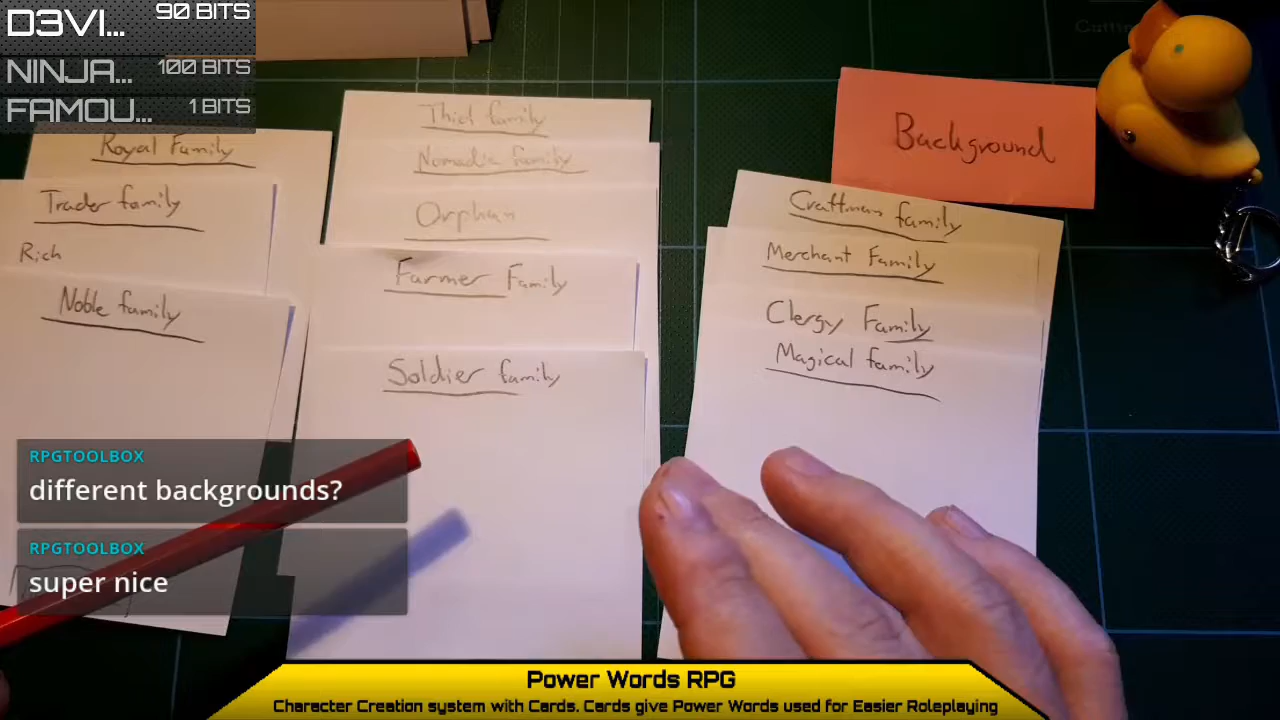 D3VI... 90 BITS
NINJA... 100 BITS
FAMOU... 1 BITS
Royal Family
Trader family
Rich
Noble family
Thief family
Nomadic family
Orphan
Farmer Family
Soldier family
Background
Craftman family
Merchant Family
Clergy Family
Magical family
RPGTOOLBOX
different backgrounds?
RPGTOOLBOX
super nice
Power Words RPG
Character Creation system with Cards. Cards give Power Words used for Easier Roleplaying